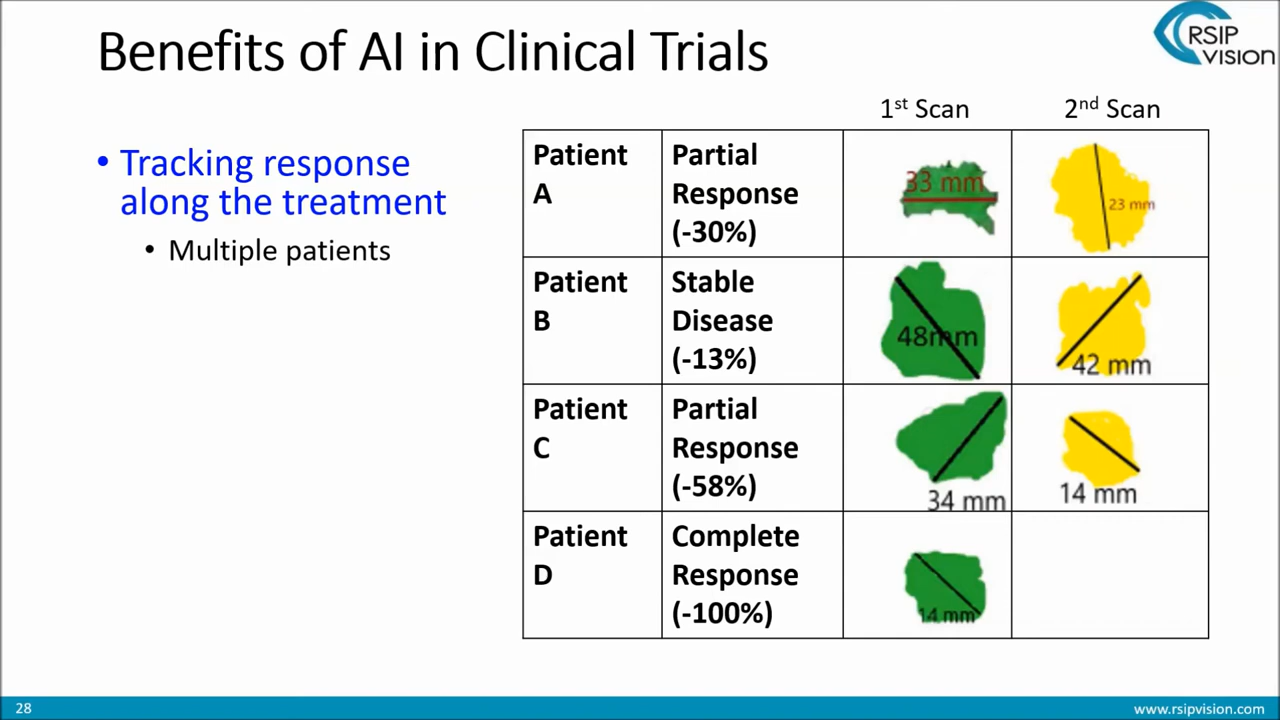 Benefits of AI in Clinical Trials
RSIP
VISION
• Tracking response
along the treatment
• Multiple patients
1st Scan
2nd Scan
Patient
A
Partial
Response
(-30%)
33 mm
23 mm
Patient
B
Stable
Disease
(-13%)
48mm
42 mm
Patient
C
Partial
Response
(-58%)
34 mm
14 mm
Patient
D
Complete
Response
(-100%)
14 mm
28
www.rsipvision.com